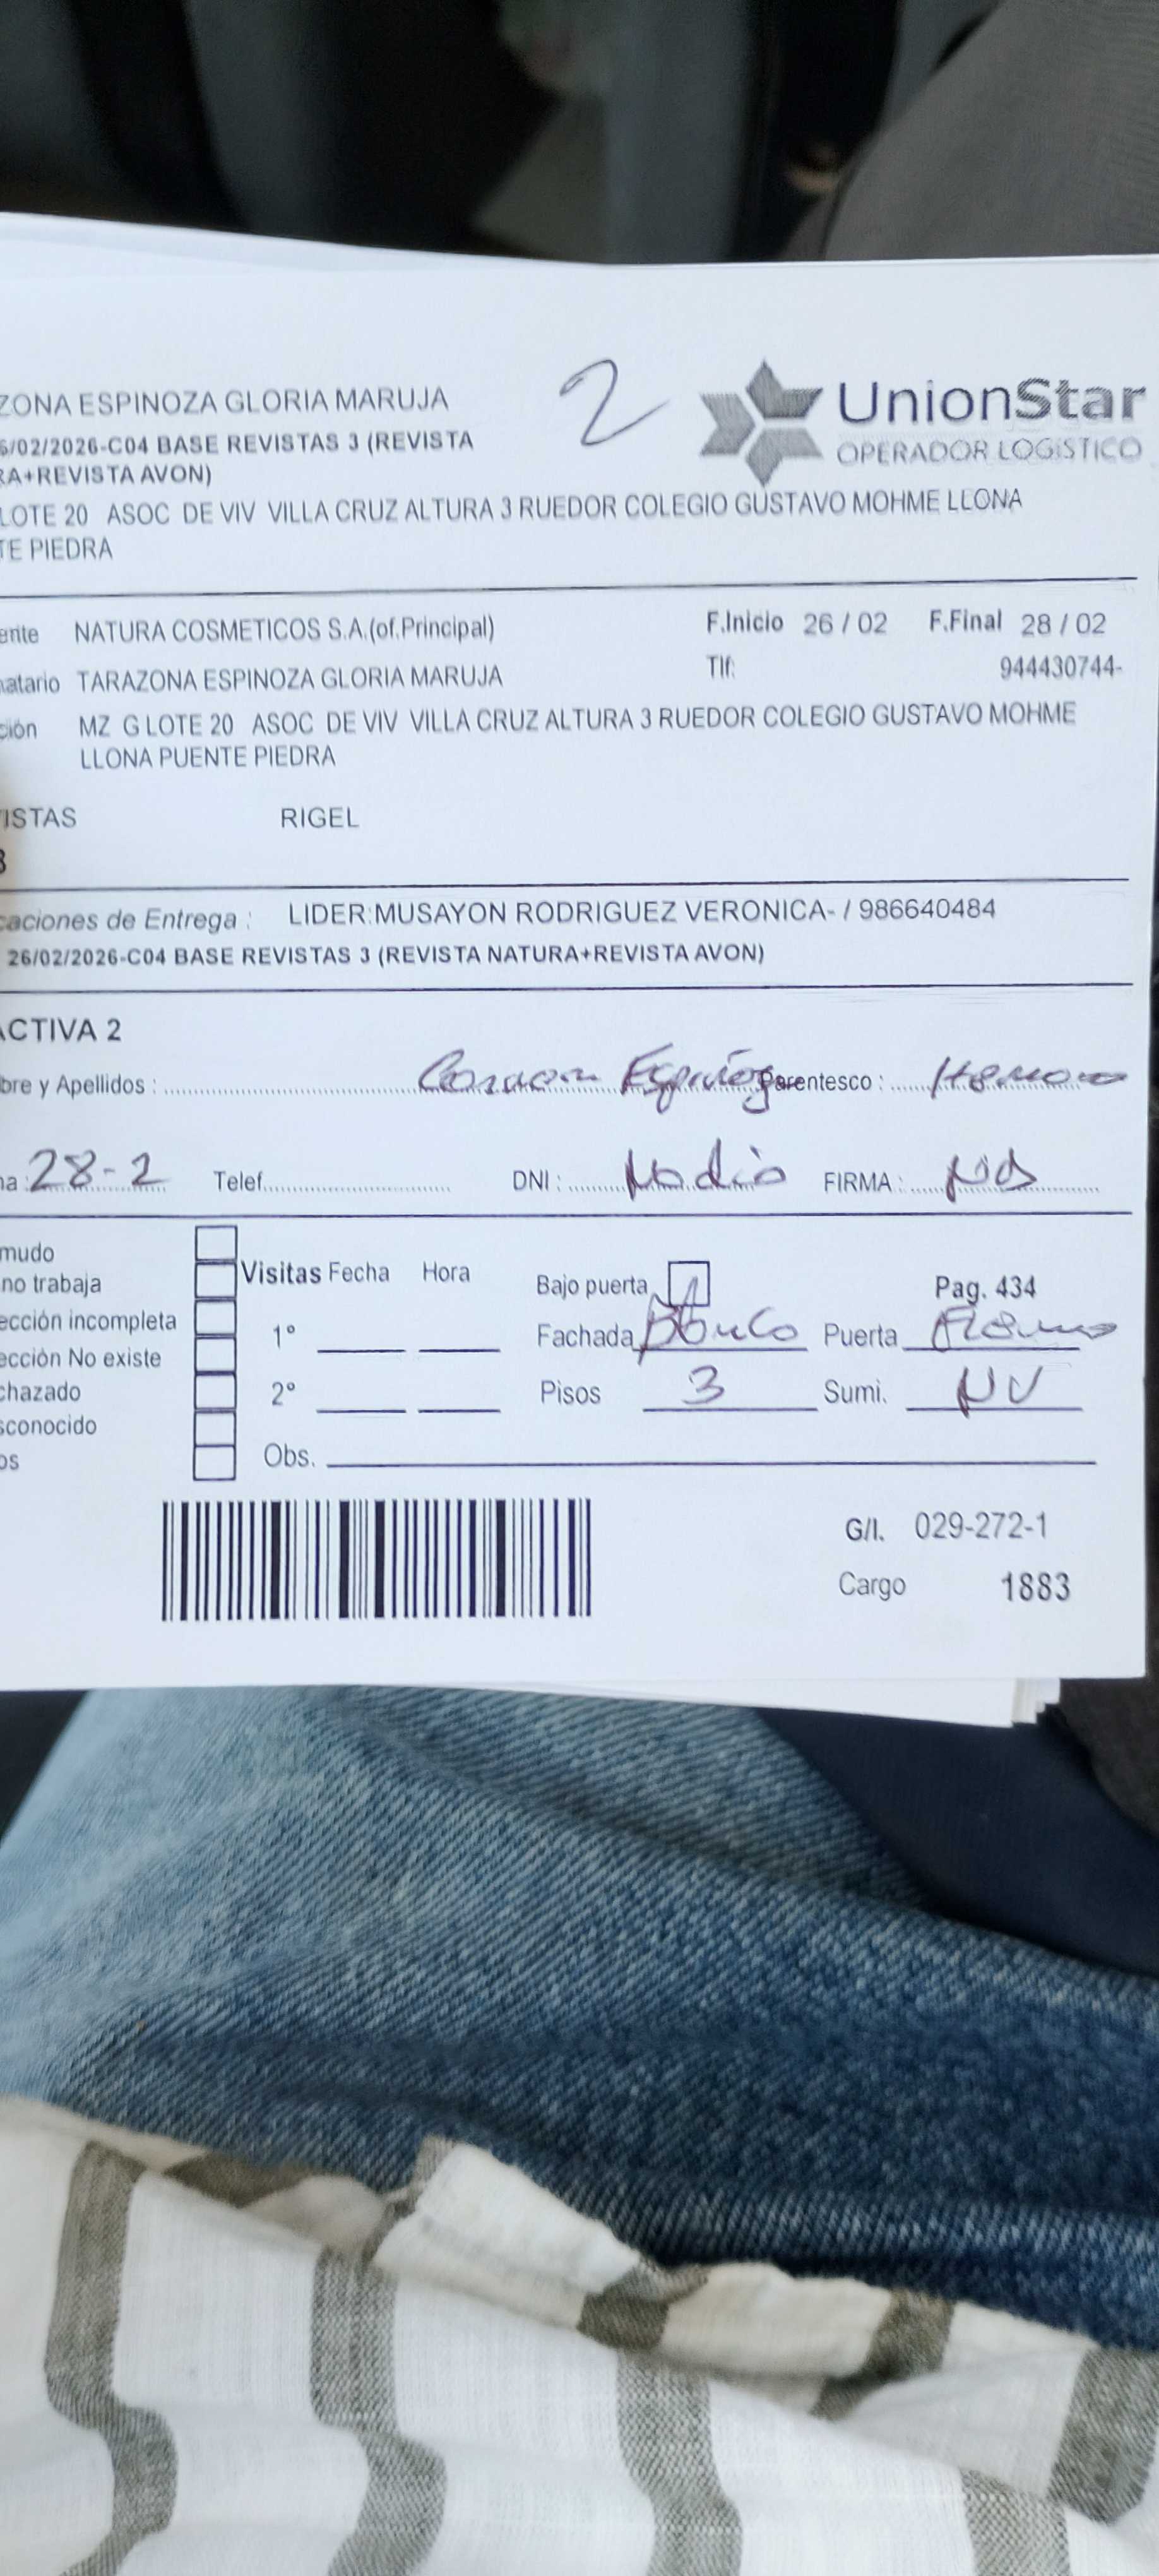 ZONA ESPINOZA GLORIA MARUJA
2
UnionStar
OPERADOR LOGÍSTICO
6/02/2026-C04 BASE REVISTAS 3 (REVISTA
RA+REVISTA AVON)
LOTE 20 ASOC DE VIV VILLA CRUZ ALTURA 3 RUEDOR COLEGIO GUSTAVO MOHME LLONA
TE PIEDRA
ente NATURA COSMETICOS S.A.(of.Principal) F.Inicio 26 / 02 F.Final 28 / 02
natario TARAZONA ESPINOZA GLORIA MARUJA Tlf: 944430744-
ción MZ G LOTE 20 ASOC DE VIV VILLA CRUZ ALTURA 3 RUEDOR COLEGIO GUSTAVO MOHME
LLONA PUENTE PIEDRA
ISTAS RIGEL
8
caciones de Entrega : LIDER:MUSAYON RODRIGUEZ VERONICA- / 986640484
26/02/2026-C04 BASE REVISTAS 3 (REVISTA NATURA+REVISTA AVON)
ACTIVA 2
bre y Apellidos : Parentesco :
na : 28-2 Telef. DNI : FIRMA :
mudo
no trabaja Visitas Fecha Hora Bajo puerta Pag. 434
ección incompleta 1° Fachada Puerta
ección No existe
chazado 2° Pisos 3 Sumi. NV
sconocido
os Obs.
G/I. 029-272-1
Cargo 1883